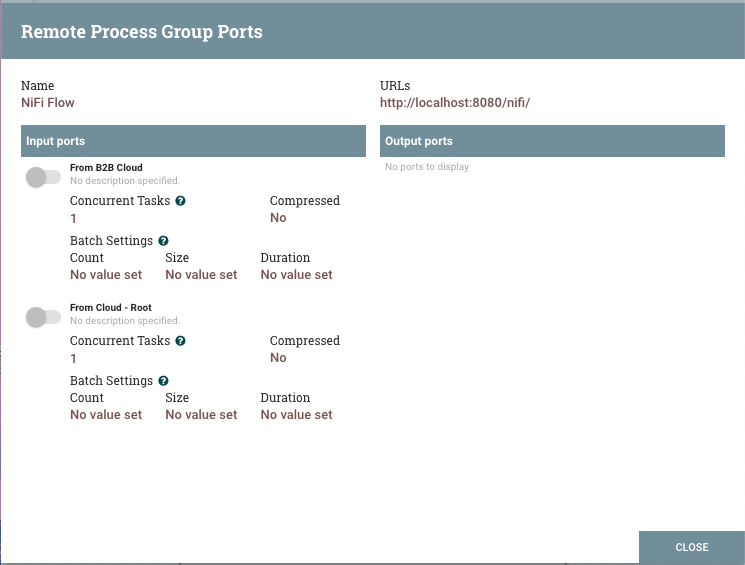 Remote Process Group Ports
Name
NiFi Flow
URLs
http://localhost:8080/nifi/
Input ports
From B2B Cloud
No description specified.
Concurrent Tasks ?
1
Compressed
No
Batch Settings ?
Count Size Duration
No value set No value set No value set
From Cloud - Root
No description specified.
Concurrent Tasks ?
1
Compressed
No
Batch Settings ?
Count Size Duration
No value set No value set No value set
Output ports
No ports to display
CLOSE